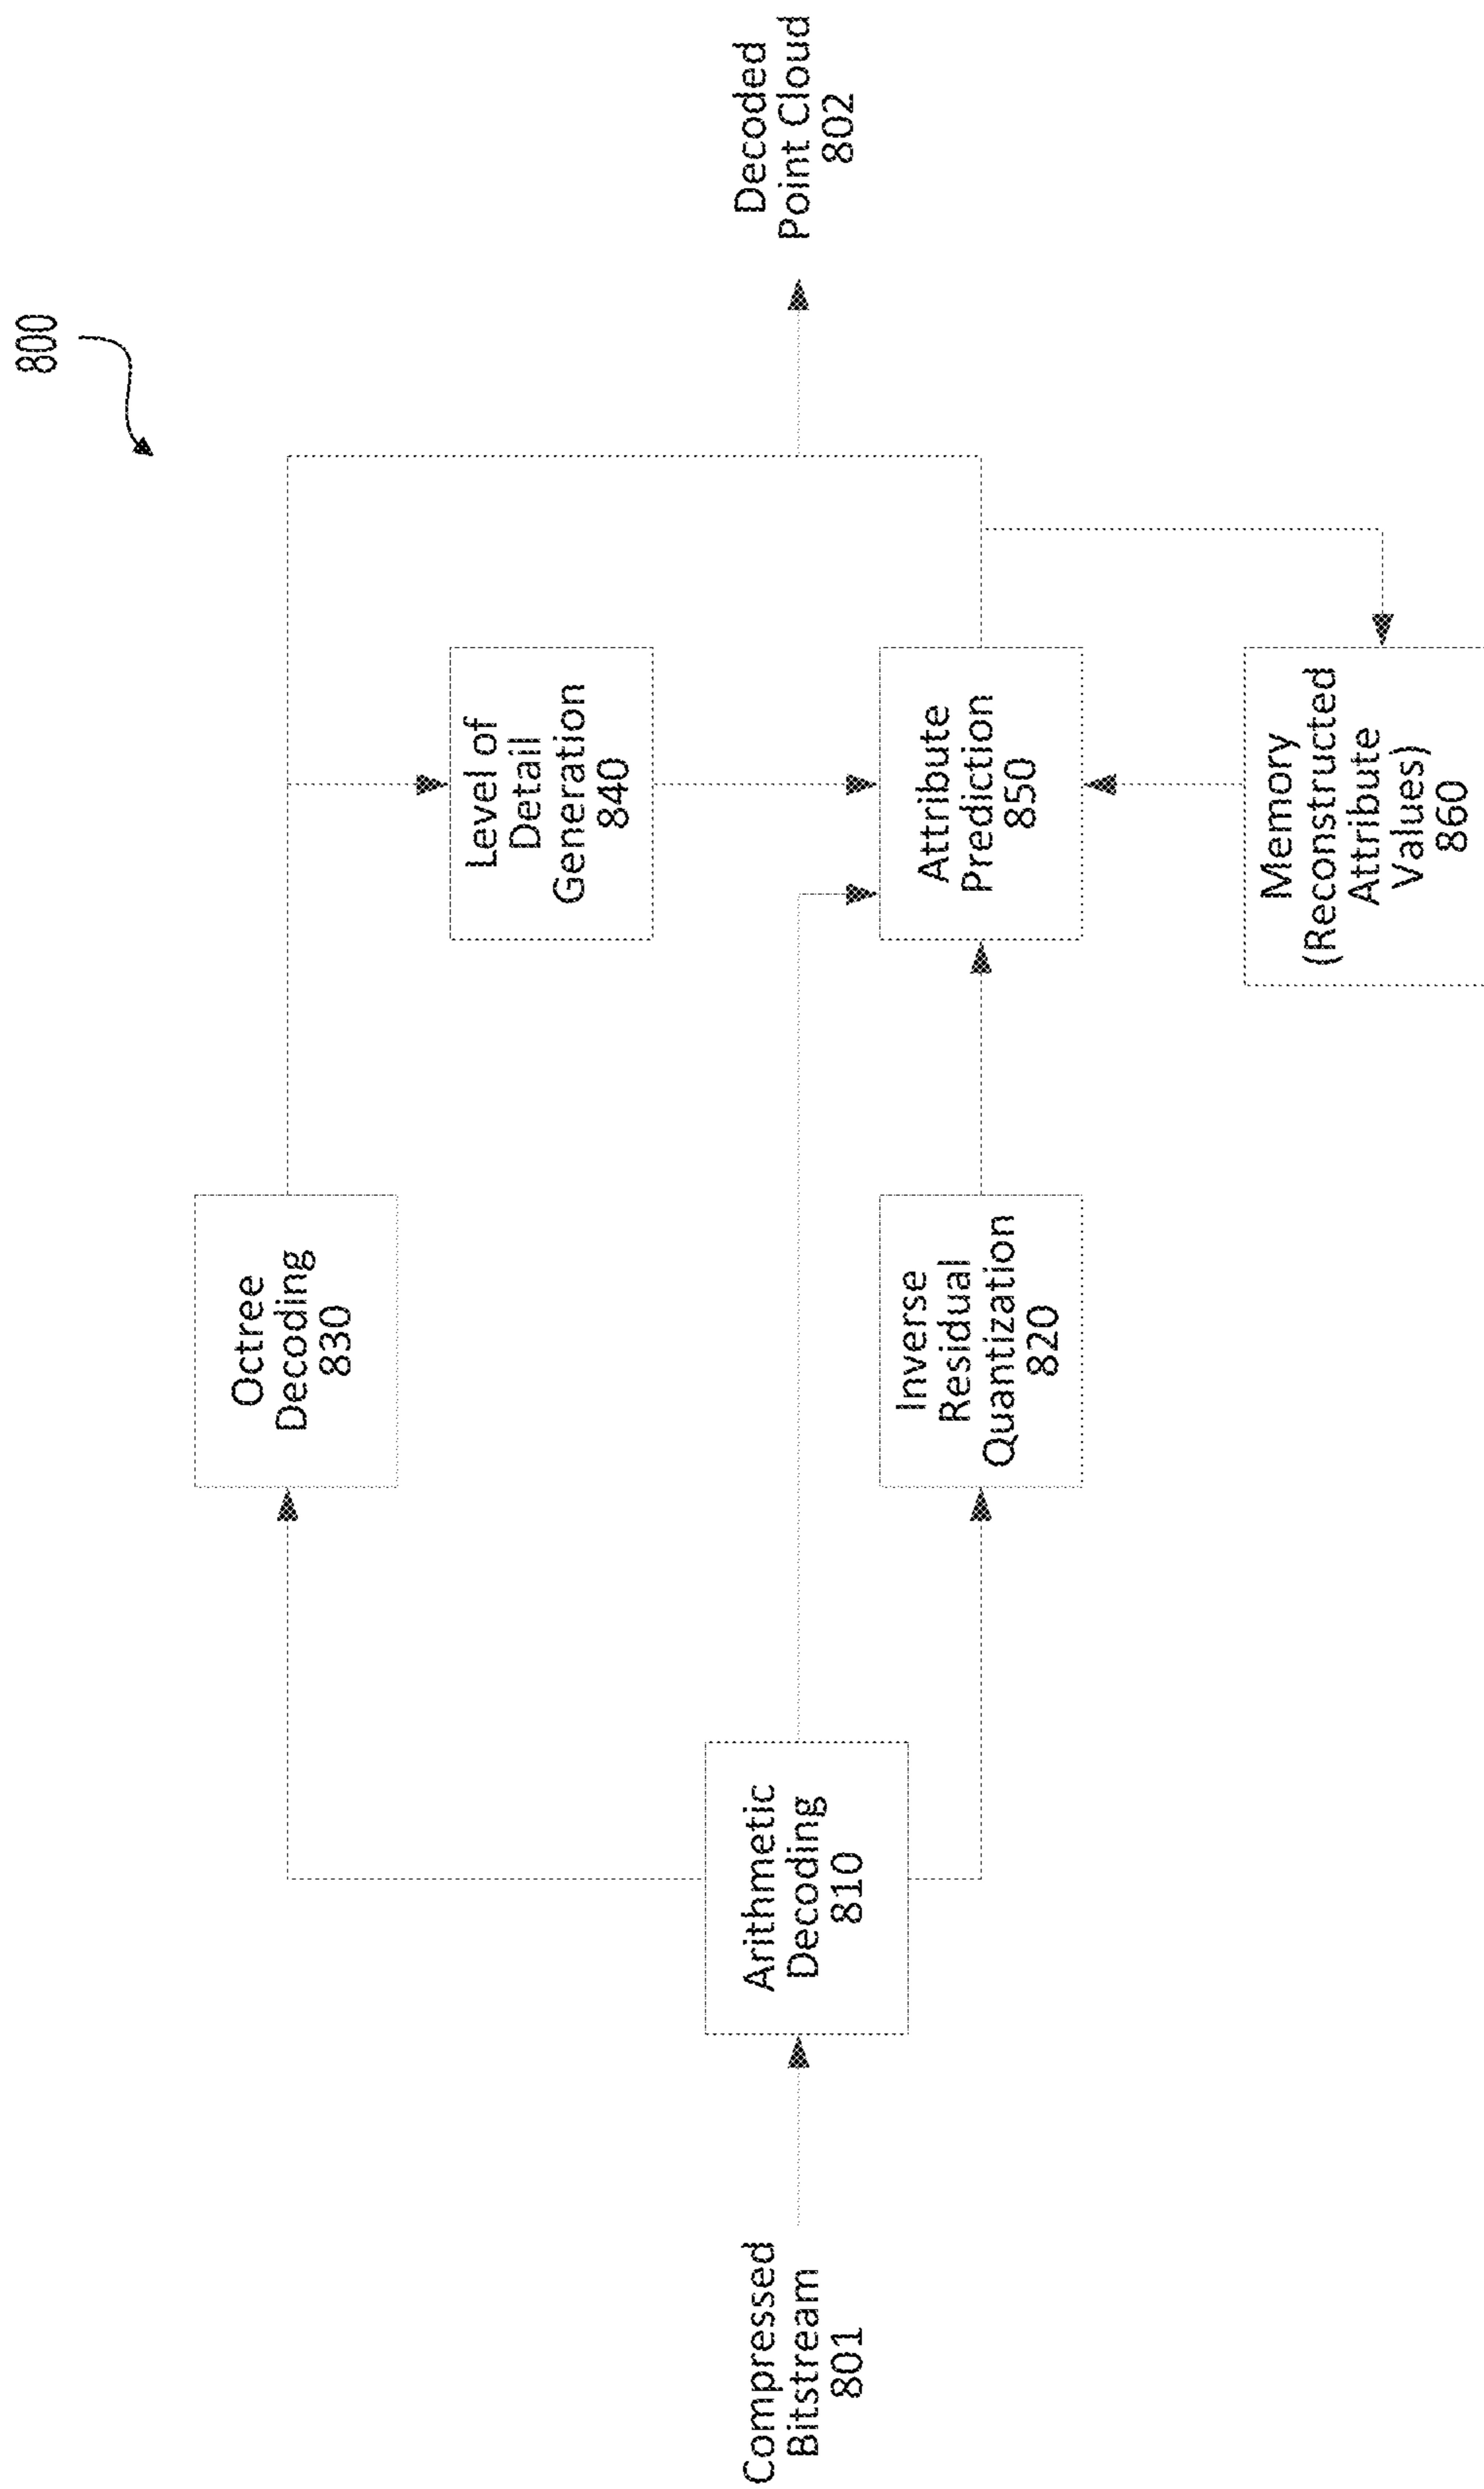 800
Compressed
Bitstream
801
Arithmetic
Decoding
810
Octree
Decoding
830
Inverse
Residual
Quantization
820
Level of
Detail
Generation
840
Attribute
Prediction
850
Memory
(Reconstructed
Attribute
Values)
860
Decoded
Point Cloud
802